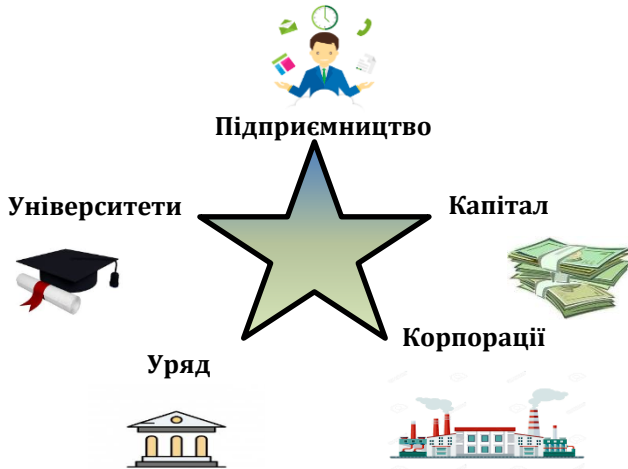 Підприємництво
Університети
Капітал
Корпорації
Уряд